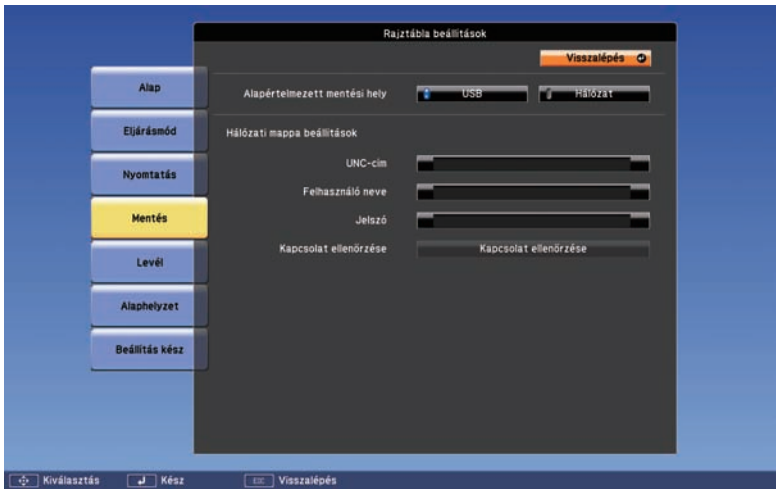 Rajztábla beállítások
Visszalépés
Alap
Eljárásmód
Nyomtatás
Mentés
Levél
Alaphelyzet
Beállítás kész
Alapértelmezett mentési hely USB Hálózat
Hálózati mappa beállítások
UNC-cím
Felhasználó neve
Jelszó
Kapcsolat ellenőrzése Kapcsolat ellenőrzése
Kiválasztás Kész Esc Visszalépés